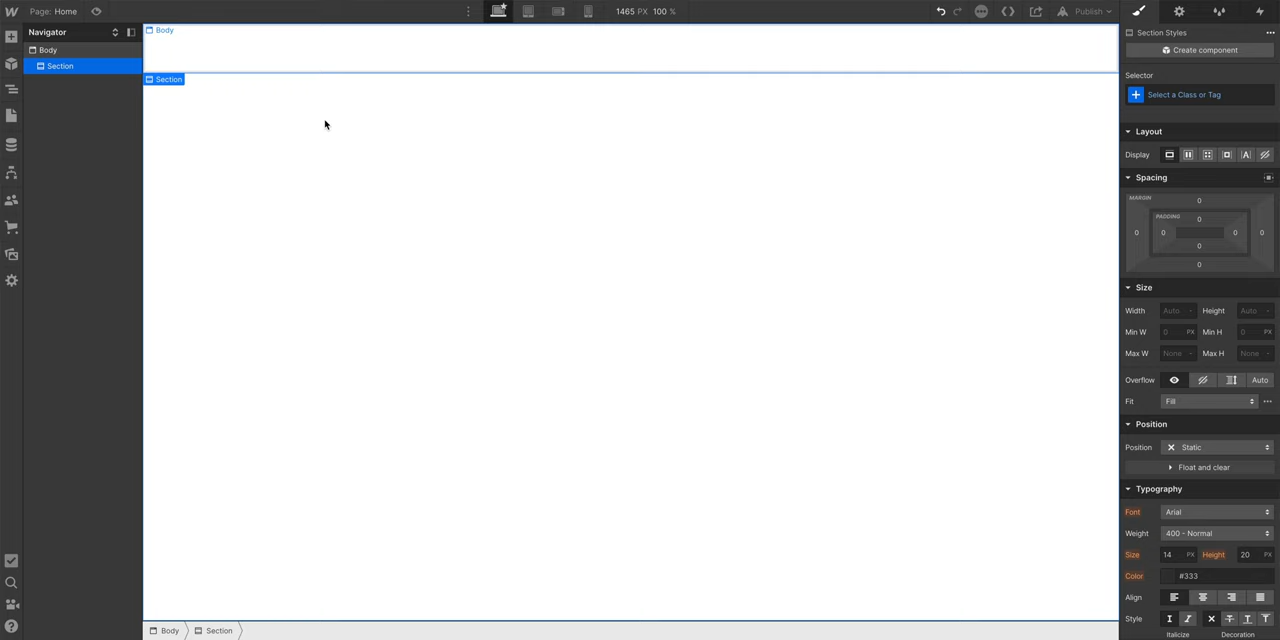 Page: Home
1465 PX 100 %
Publish
Navigator
Body
Section
Body
Section
Body
Section
Section Styles
Create component
Selector
Select a Class or Tag
Layout
Display
Spacing
MARGIN
0
PADDING
0
0 0 0 0
0
0
Size
Width Auto - Height Auto -
Min W 0 PX Min H 0 PX
Max W None - Max H None -
Overflow Auto
Fit Fill
Position
Position Static
Float and clear
Typography
Font Arial
Weight 400 - Normal
Size 14 PX Height 20 PX
Color #333
Align
Style
Italicize Decoration